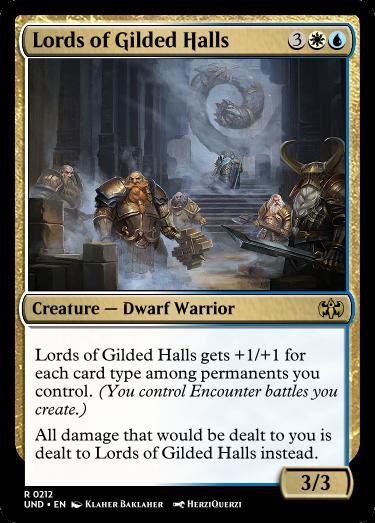 Lords of Gilded Halls 3
Creature — Dwarf Warrior
Lords of Gilded Halls gets +1/+1 for
each card type among permanents you
control. (You control Encounter battles you
create.)
All damage that would be dealt to you is
dealt to Lords of Gilded Halls instead.
3/3
R 0212
UND • EN Klaher Baklaher HerziQuerzi